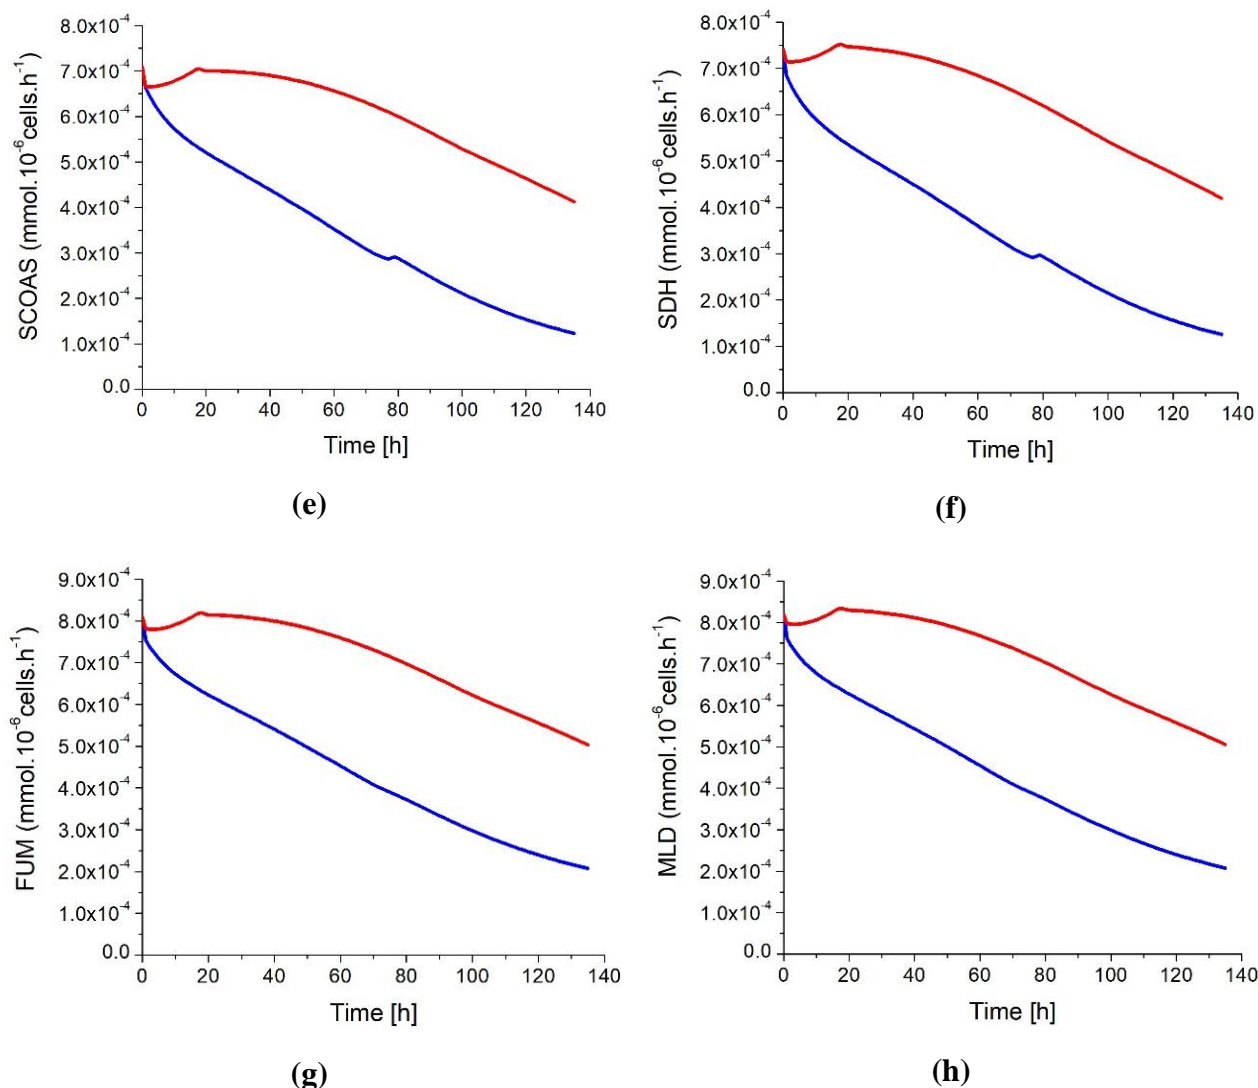 SCOAS (mmol.10⁻⁶cells.h⁻¹)
8.0x10⁻⁴
7.0x10⁻⁴
6.0x10⁻⁴
5.0x10⁻⁴
4.0x10⁻⁴
3.0x10⁻⁴
2.0x10⁻⁴
1.0x10⁻⁴
0.0
0 20 40 60 80 100 120 140
Time [h]
(e)
SDH (mmol.10⁻⁶cells.h⁻¹)
8.0x10⁻⁴
7.0x10⁻⁴
6.0x10⁻⁴
5.0x10⁻⁴
4.0x10⁻⁴
3.0x10⁻⁴
2.0x10⁻⁴
1.0x10⁻⁴
0.0
0 20 40 60 80 100 120 140
Time [h]
(f)
FUM (mmol.10⁻⁶cells.h⁻¹)
9.0x10⁻⁴
8.0x10⁻⁴
7.0x10⁻⁴
6.0x10⁻⁴
5.0x10⁻⁴
4.0x10⁻⁴
3.0x10⁻⁴
2.0x10⁻⁴
1.0x10⁻⁴
0.0
0 20 40 60 80 100 120 140
Time [h]
(g)
MLD (mmol.10⁻⁶cells.h⁻¹)
9.0x10⁻⁴
8.0x10⁻⁴
7.0x10⁻⁴
6.0x10⁻⁴
5.0x10⁻⁴
4.0x10⁻⁴
3.0x10⁻⁴
2.0x10⁻⁴
1.0x10⁻⁴
0.0
0 20 40 60 80 100 120 140
Time [h]
(h)